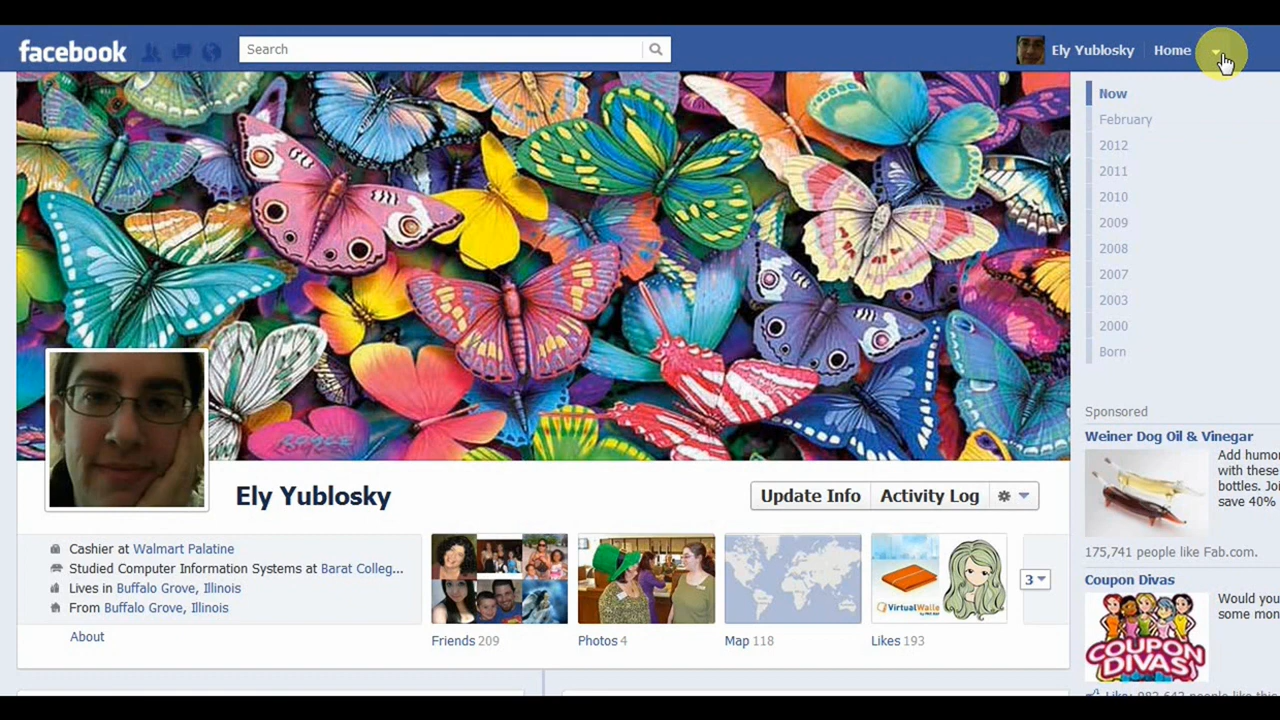 facebook
Search
Ely Yublosky
Home
Now
February
2012
2011
2010
2009
2008
2007
2003
2000
Born
ROYCE
Ely Yublosky
Update Info
Activity Log
Cashier at Walmart Palatine
Studied Computer Information Systems at Barat Colleg...
Lives in Buffalo Grove, Illinois
From Buffalo Grove, Illinois
About
VirtualWalle
Friends 209
Photos 4
Map 118
Likes 193
3
Sponsored
Weiner Dog Oil & Vinegar
Add humor
with these
bottles. Joi
save 40%
175,741 people like Fab.com.
Coupon Divas
Would you
some mon
COUPON
DIVAS